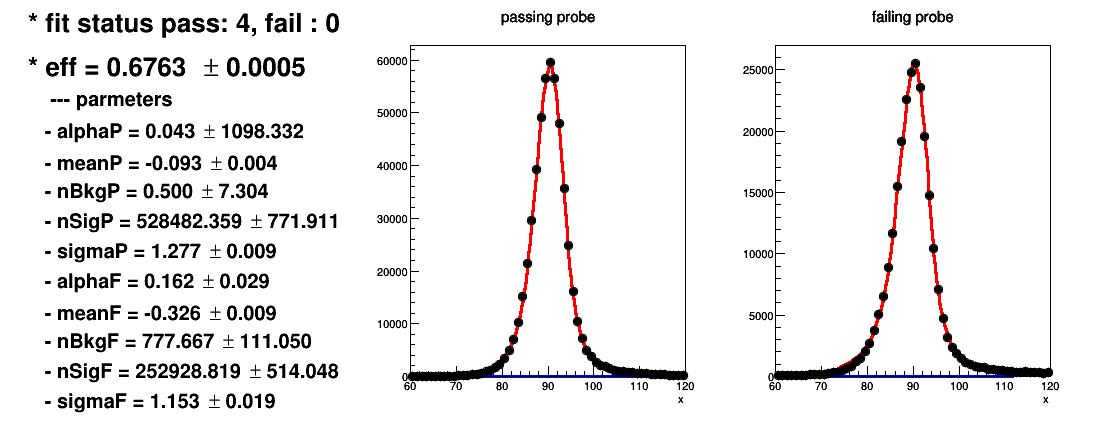 * fit status pass: 4, fail : 0
* eff = 0.6763 ± 0.0005
--- parmeters
- alphaP = 0.043 ± 1098.332
- meanP = -0.093 ± 0.004
- nBkgP = 0.500 ± 7.304
- nSigP = 528482.359 ± 771.911
- sigmaP = 1.277 ± 0.009
- alphaF = 0.162 ± 0.029
- meanF = -0.326 ± 0.009
- nBkgF = 777.667 ± 111.050
- nSigF = 252928.819 ± 514.048
- sigmaF = 1.153 ± 0.019
passing probe
60000
50000
40000
30000
20000
10000
0
60 70 80 90 100 110 120
x
failing probe
25000
20000
15000
10000
5000
0
60 70 80 90 100 110 120
x